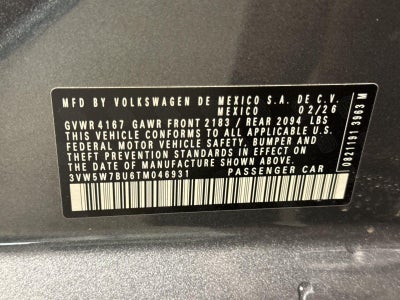 MFD BY VOLKSWAGEN DE MEXICO S.A. DE C.V.
MEXICO 02/26
GVWR 4167 GAWR FRONT 2183 / REAR 2094 LBS
THIS VEHICLE CONFORMS TO ALL APPLICABLE U.S.
FEDERAL MOTOR VEHICLE SAFETY, BUMPER AND
THEFT PREVENTION STANDARDS IN EFFECT ON
THE DATE OF MANUFACTURE SHOWN ABOVE.
3VW5W7BU6TM046931 PASSENGER CAR
0821191 3963 M